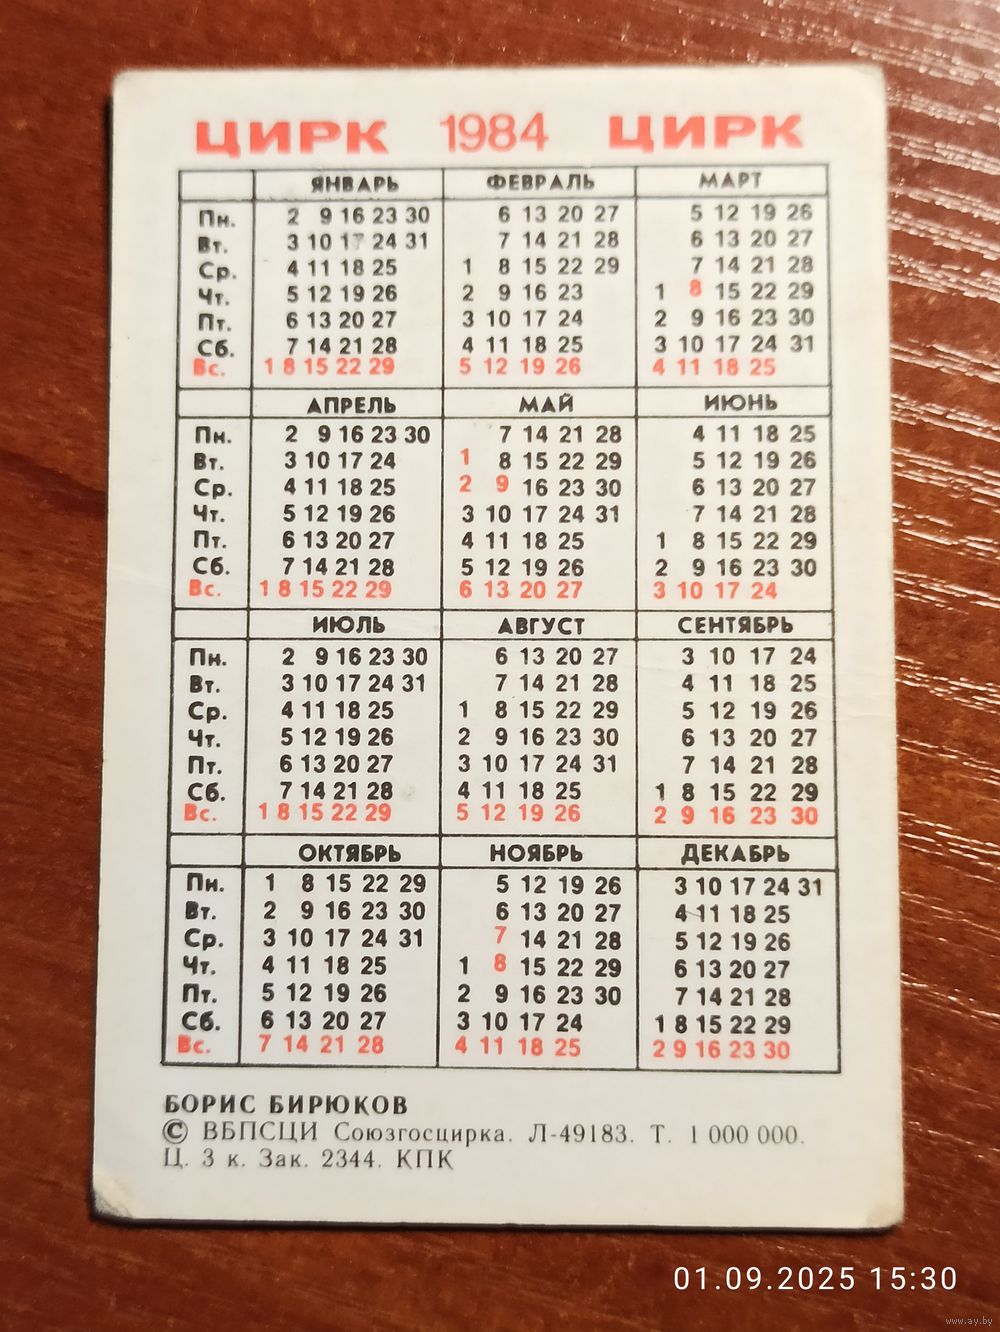 ЦИРК 1984 ЦИРК
ЯНВАРЬ ФЕВРАЛЬ МАРТ
Пн. 2 9 16 23 30 6 13 20 27 5 12 19 26
Вт. 3 10 17 24 31 7 14 21 28 6 13 20 27
Ср. 4 11 18 25 1 8 15 22 29 7 14 21 28
Чт. 5 12 19 26 2 9 16 23 1 8 15 22 29
Пт. 6 13 20 27 3 10 17 24 2 9 16 23 30
Сб. 7 14 21 28 4 11 18 25 3 10 17 24 31
Вс. 1 8 15 22 29 5 12 19 26 4 11 18 25
АПРЕЛЬ МАЙ ИЮНЬ
Пн. 2 9 16 23 30 7 14 21 28 4 11 18 25
Вт. 3 10 17 24 1 8 15 22 29 5 12 19 26
Ср. 4 11 18 25 2 9 16 23 30 6 13 20 27
Чт. 5 12 19 26 3 10 17 24 31 7 14 21 28
Пт. 6 13 20 27 4 11 18 25 1 8 15 22 29
Сб. 7 14 21 28 5 12 19 26 2 9 16 23 30
Вс. 1 8 15 22 29 6 13 20 27 3 10 17 24
ИЮЛЬ АВГУСТ СЕНТЯБРЬ
Пн. 2 9 16 23 30 6 13 20 27 3 10 17 24
Вт. 3 10 17 24 31 7 14 21 28 4 11 18 25
Ср. 4 11 18 25 1 8 15 22 29 5 12 19 26
Чт. 5 12 19 26 2 9 16 23 30 6 13 20 27
Пт. 6 13 20 27 3 10 17 24 31 7 14 21 28
Сб. 7 14 21 28 4 11 18 25 1 8 15 22 29
Вс. 1 8 15 22 29 5 12 19 26 2 9 16 23 30
ОКТЯБРЬ НОЯБРЬ ДЕКАБРЬ
Пн. 1 8 15 22 29 5 12 19 26 3 10 17 24 31
Вт. 2 9 16 23 30 6 13 20 27 4 11 18 25
Ср. 3 10 17 24 31 7 14 21 28 5 12 19 26
Чт. 4 11 18 25 1 8 15 22 29 6 13 20 27
Пт. 5 12 19 26 2 9 16 23 30 7 14 21 28
Сб. 6 13 20 27 3 10 17 24 1 8 15 22 29
Вс. 7 14 21 28 4 11 18 25 2 9 16 23 30
БОРИС БИРЮКОВ
© ВБПСЦИ Союзгосцирка. Л-49183. Т. 1 000 000.
Ц. 3 к. Зак. 2344. КПК
01.09.2025 15:30
www.ay.by